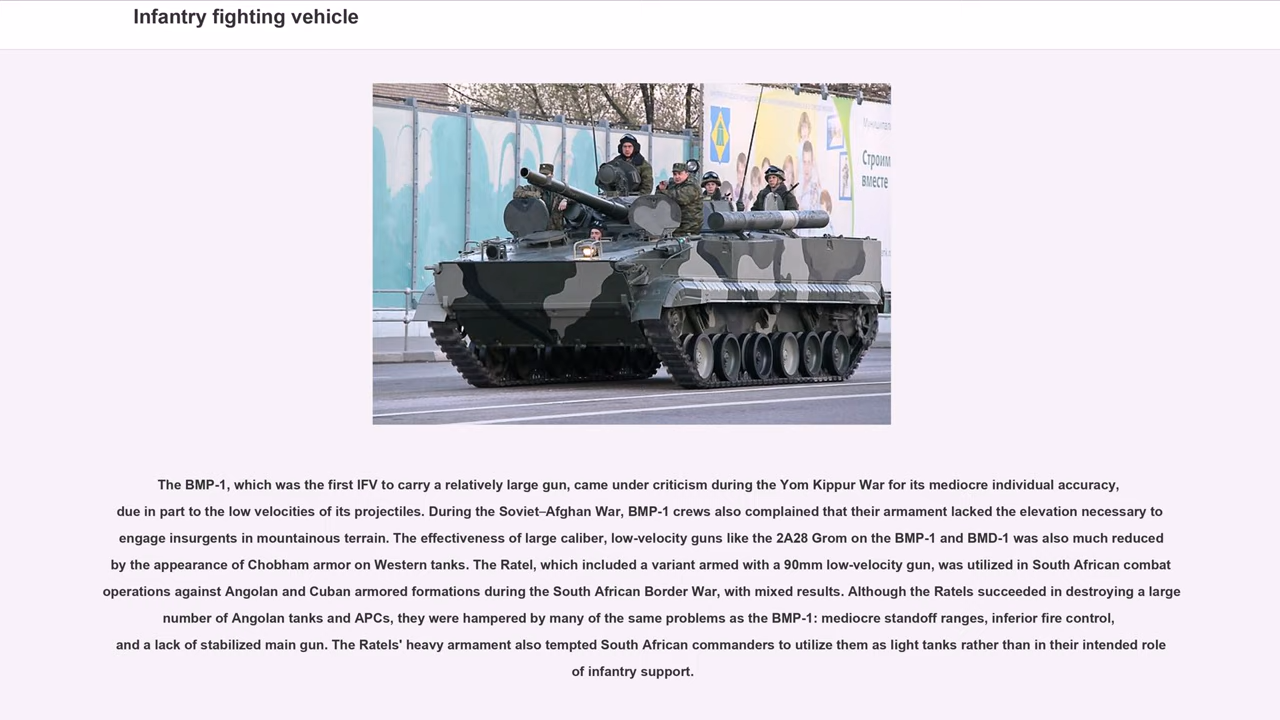 Infantry fighting vehicle
Строим
вместе
The BMP-1, which was the first IFV to carry a relatively large gun, came under criticism during the Yom Kippur War for its mediocre individual accuracy,
due in part to the low velocities of its projectiles. During the Soviet–Afghan War, BMP-1 crews also complained that their armament lacked the elevation necessary to
engage insurgents in mountainous terrain. The effectiveness of large caliber, low-velocity guns like the 2A28 Grom on the BMP-1 and BMD-1 was also much reduced
by the appearance of Chobham armor on Western tanks. The Ratel, which included a variant armed with a 90mm low-velocity gun, was utilized in South African combat
operations against Angolan and Cuban armored formations during the South African Border War, with mixed results. Although the Ratels succeeded in destroying a large
number of Angolan tanks and APCs, they were hampered by many of the same problems as the BMP-1: mediocre standoff ranges, inferior fire control,
and a lack of stabilized main gun. The Ratels' heavy armament also tempted South African commanders to utilize them as light tanks rather than in their intended role
of infantry support.